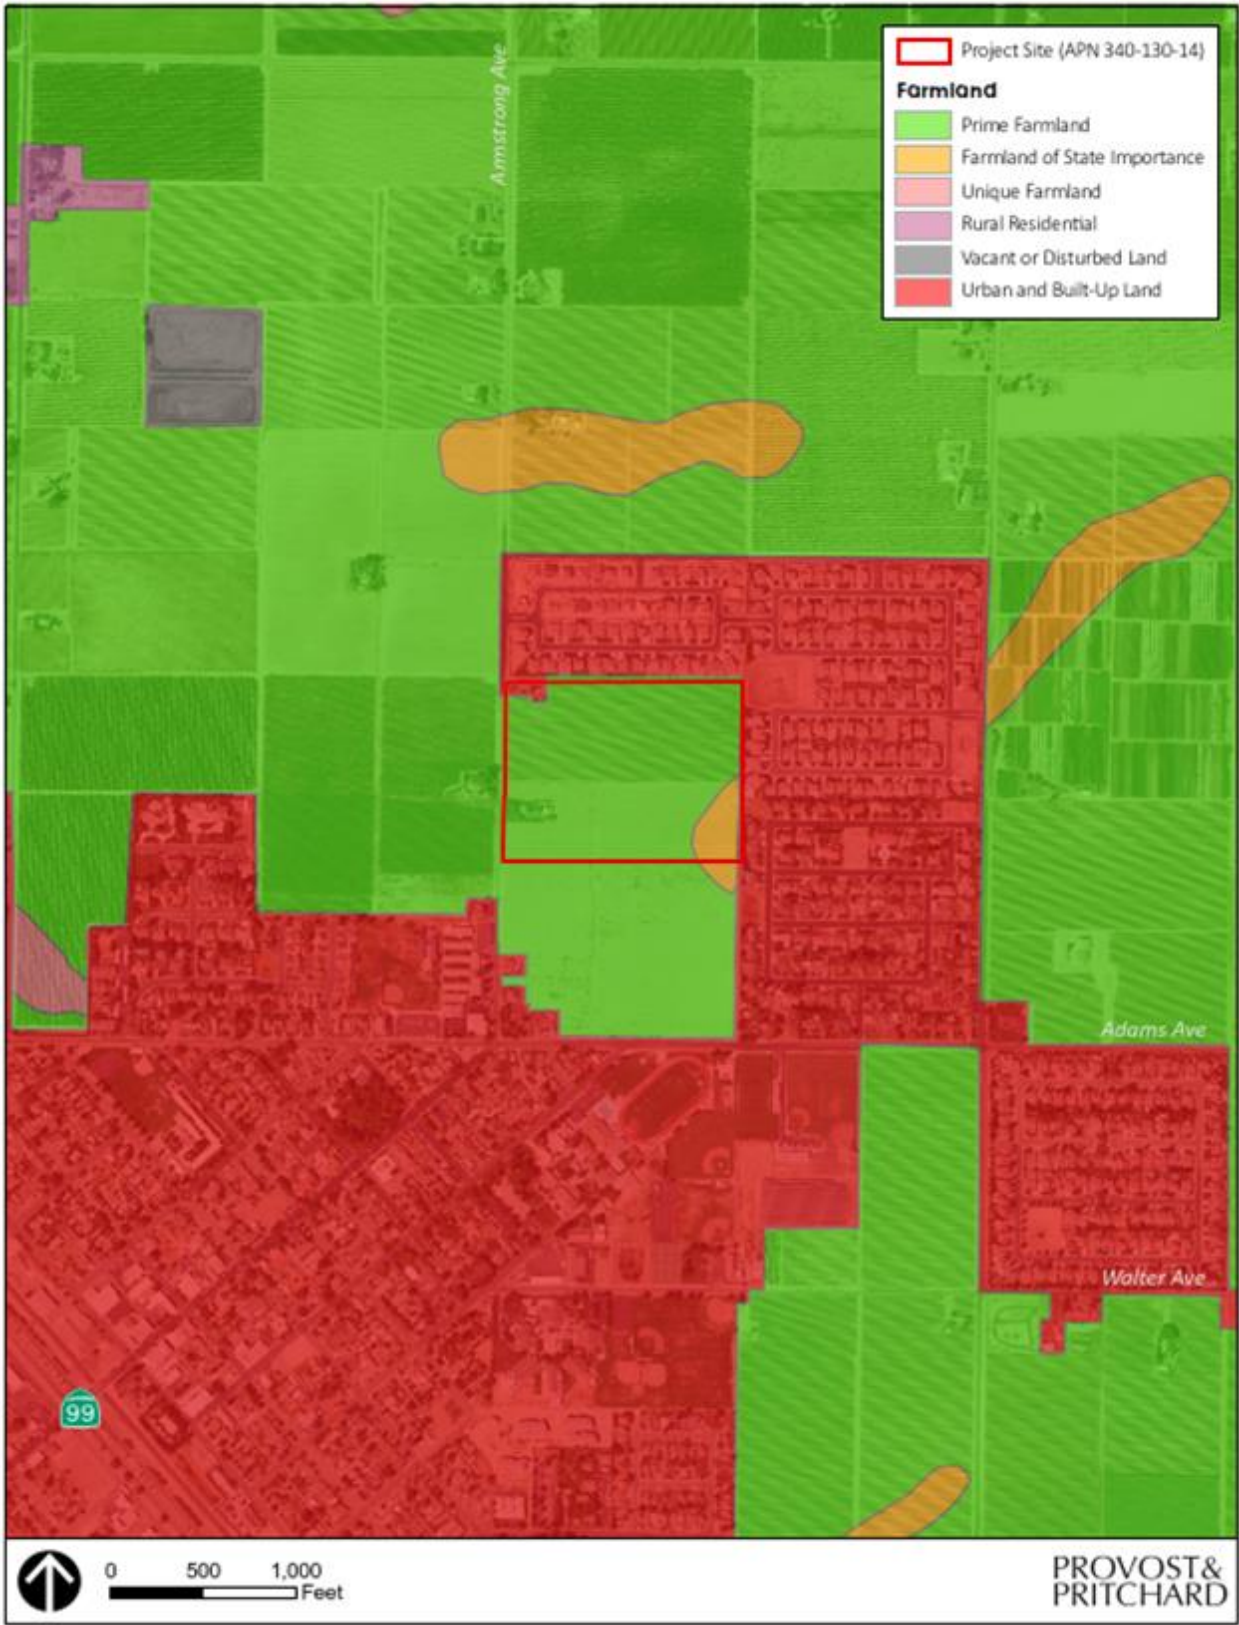 Armstrong Ave
Project Site (APN 340-130-14)
Farmland
Prime Farmland
Farmland of State Importance
Unique Farmland
Rural Residential
Vacant or Disturbed Land
Urban and Built-Up Land
Adams Ave
Walter Ave
99
0 500 1,000
Feet
PROVOST&
PRITCHARD